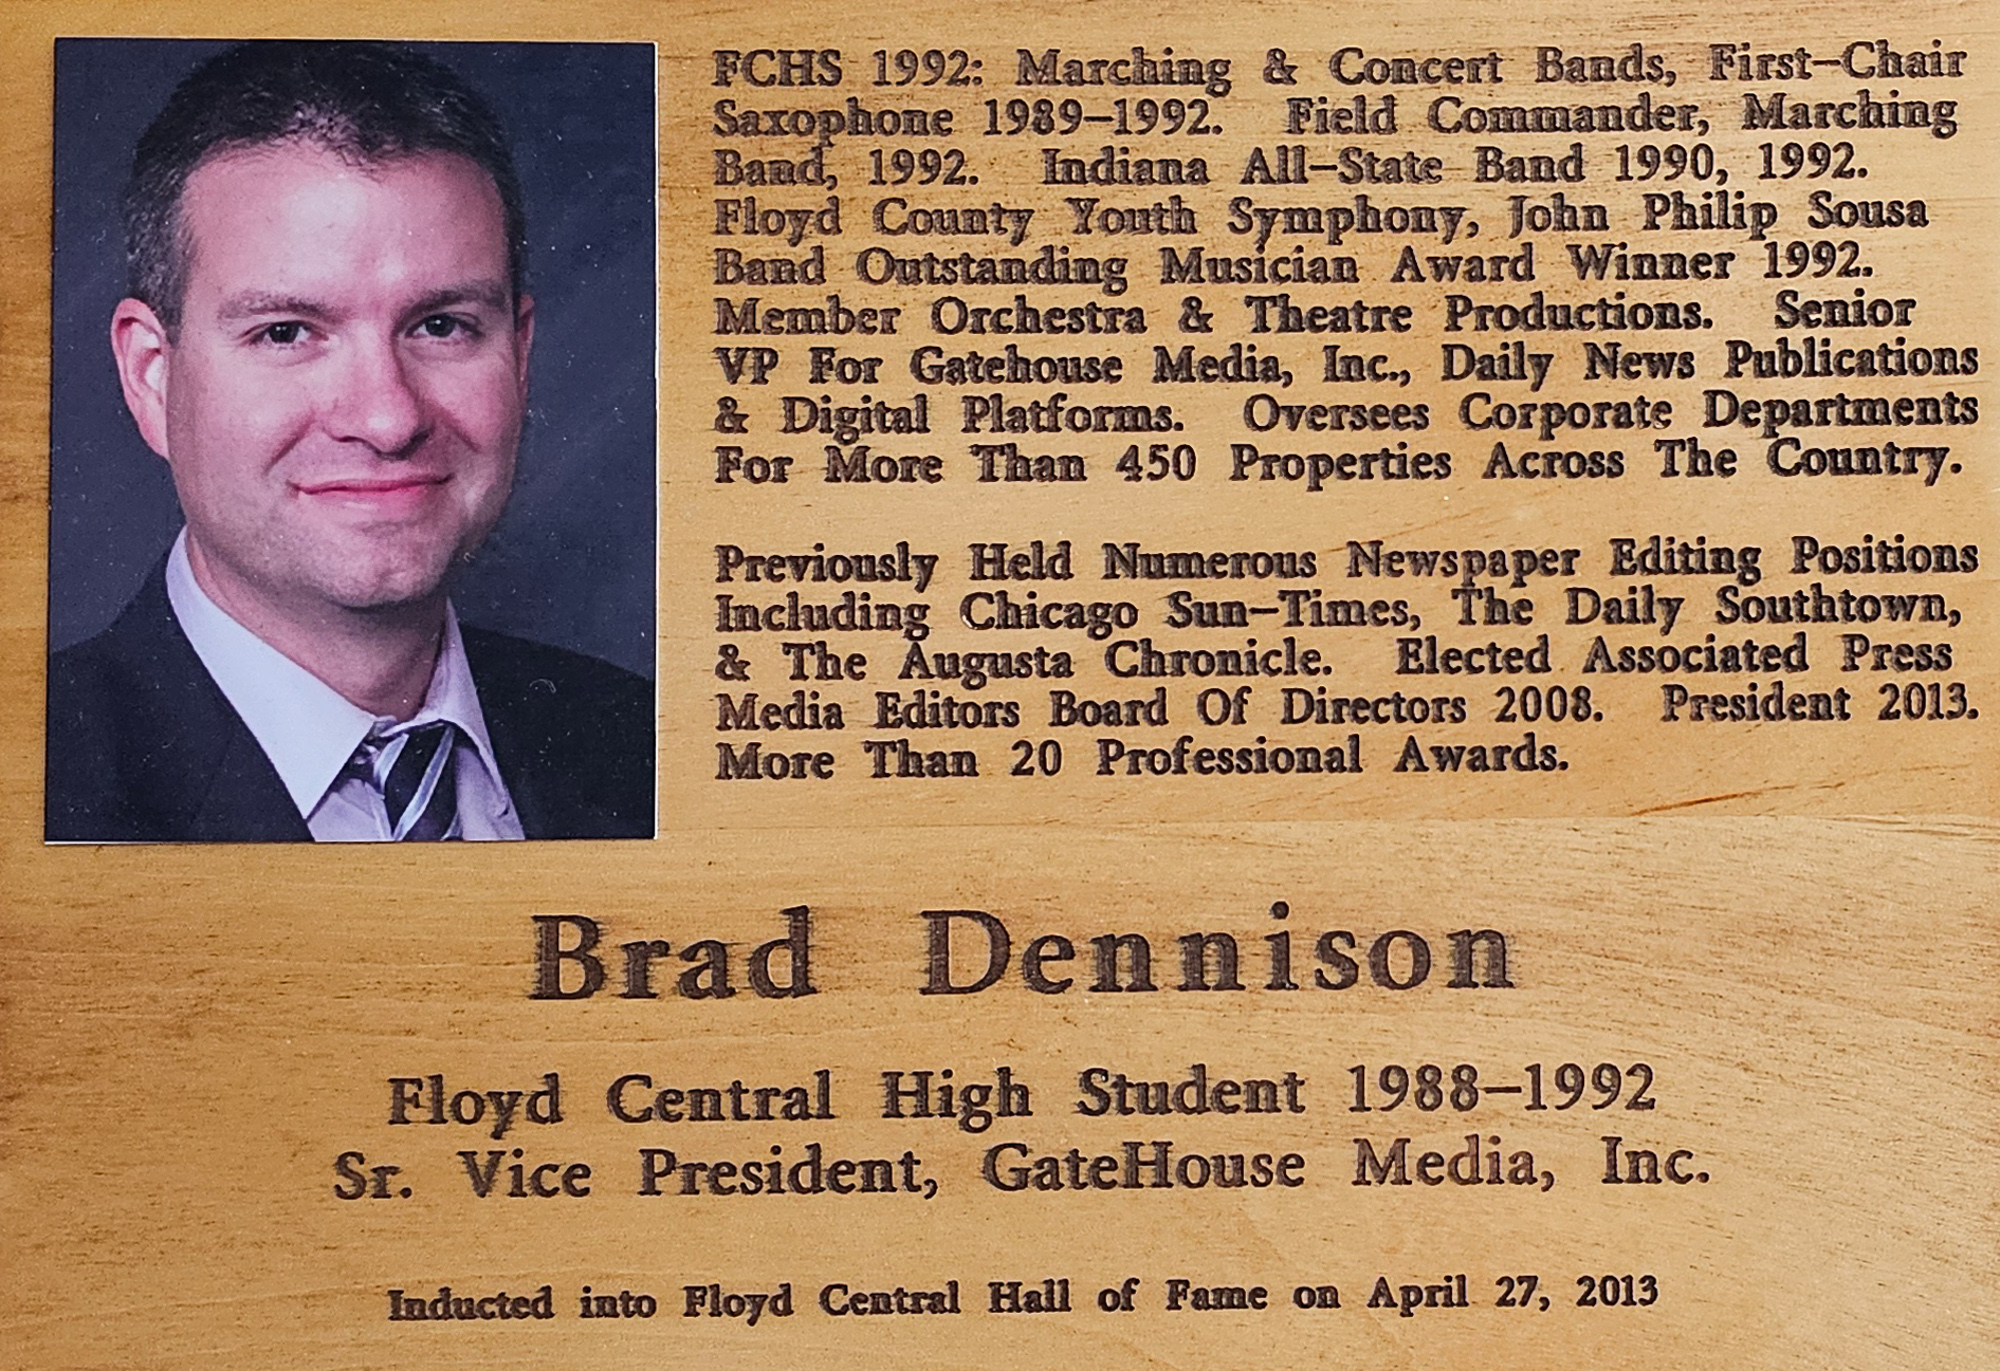 FCHS 1992: Marching & Concert Bands, First-Chair
Saxophone 1989-1992. Field Commander, Marching
Band, 1992. Indiana All-State Band 1990, 1992.
Floyd County Youth Symphony, John Philip Sousa
Band Outstanding Musician Award Winner 1992.
Member Orchestra & Theatre Productions. Senior
VP For Gatehouse Media, Inc., Daily News Publications
& Digital Platforms. Oversees Corporate Departments
For More Than 450 Properties Across The Country.
Previously Held Numerous Newspaper Editing Positions
Including Chicago Sun-Times, The Daily Southtown,
& The Augusta Chronicle. Elected Associated Press
Media Editors Board Of Directors 2008. President 2013.
More Than 20 Professional Awards.
Brad Dennison
Floyd Central High Student 1988-1992
Sr. Vice President, GateHouse Media, Inc.
Inducted into Floyd Central Hall of Fame on April 27, 2013